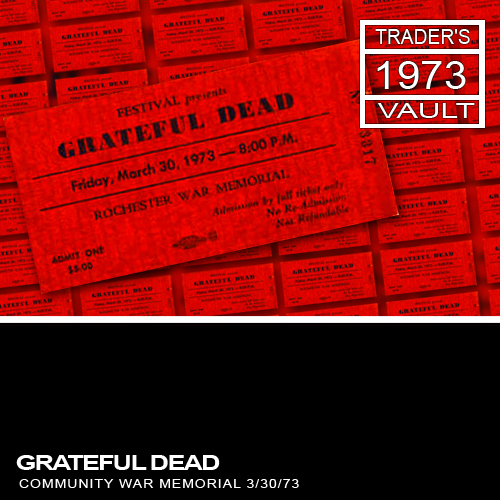 TRADER'S
1973
VAULT
FESTIVAL presents
GRATEFUL DEAD
Friday, March 30, 1973 — 8:00 P.M.
ROCHESTER WAR MEMORIAL
Admission by full ticket only
No Re-Admission
Not Refundable
ADMIT ONE
$5.00
GRATEFUL DEAD
COMMUNITY WAR MEMORIAL 3/30/73